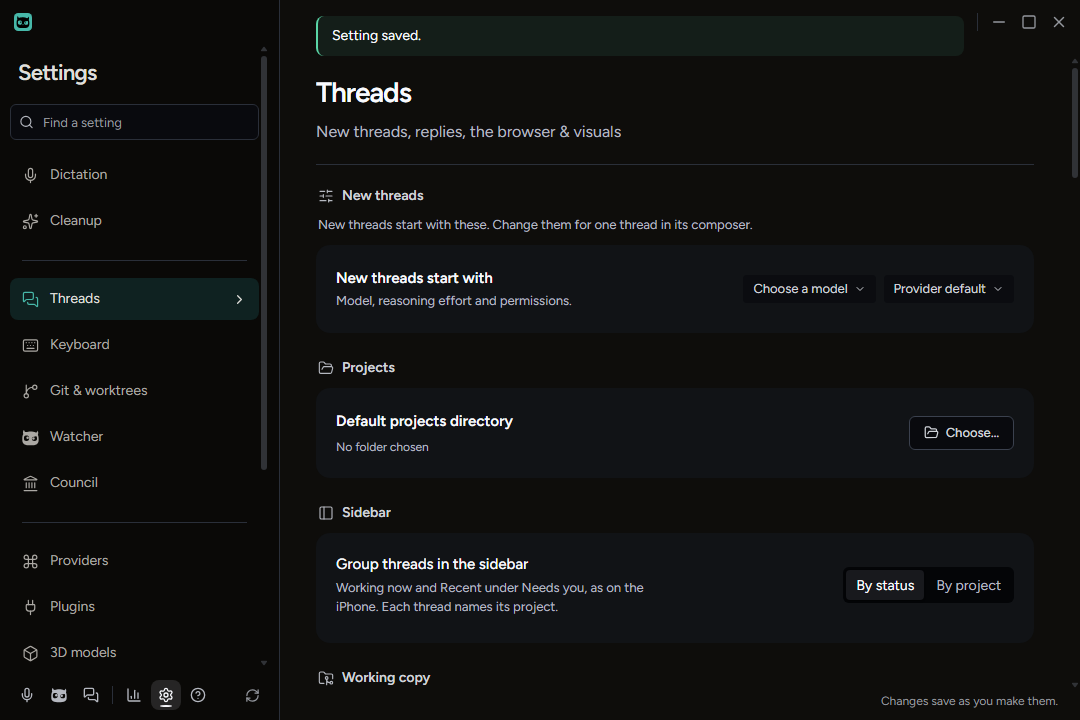 Setting saved.
Settings
Find a setting
Dictation
Cleanup
Threads
Keyboard
Git & worktrees
Watcher
Council
Providers
Plugins
3D models
Threads
New threads, replies, the browser & visuals
New threads
New threads start with these. Change them for one thread in its composer.
New threads start with
Model, reasoning effort and permissions.
Choose a model
Provider default
Projects
Default projects directory
No folder chosen
Choose...
Sidebar
Group threads in the sidebar
Working now and Recent under Needs you, as on the
iPhone. Each thread names its project.
By status
By project
Working copy
Changes save as you make them.